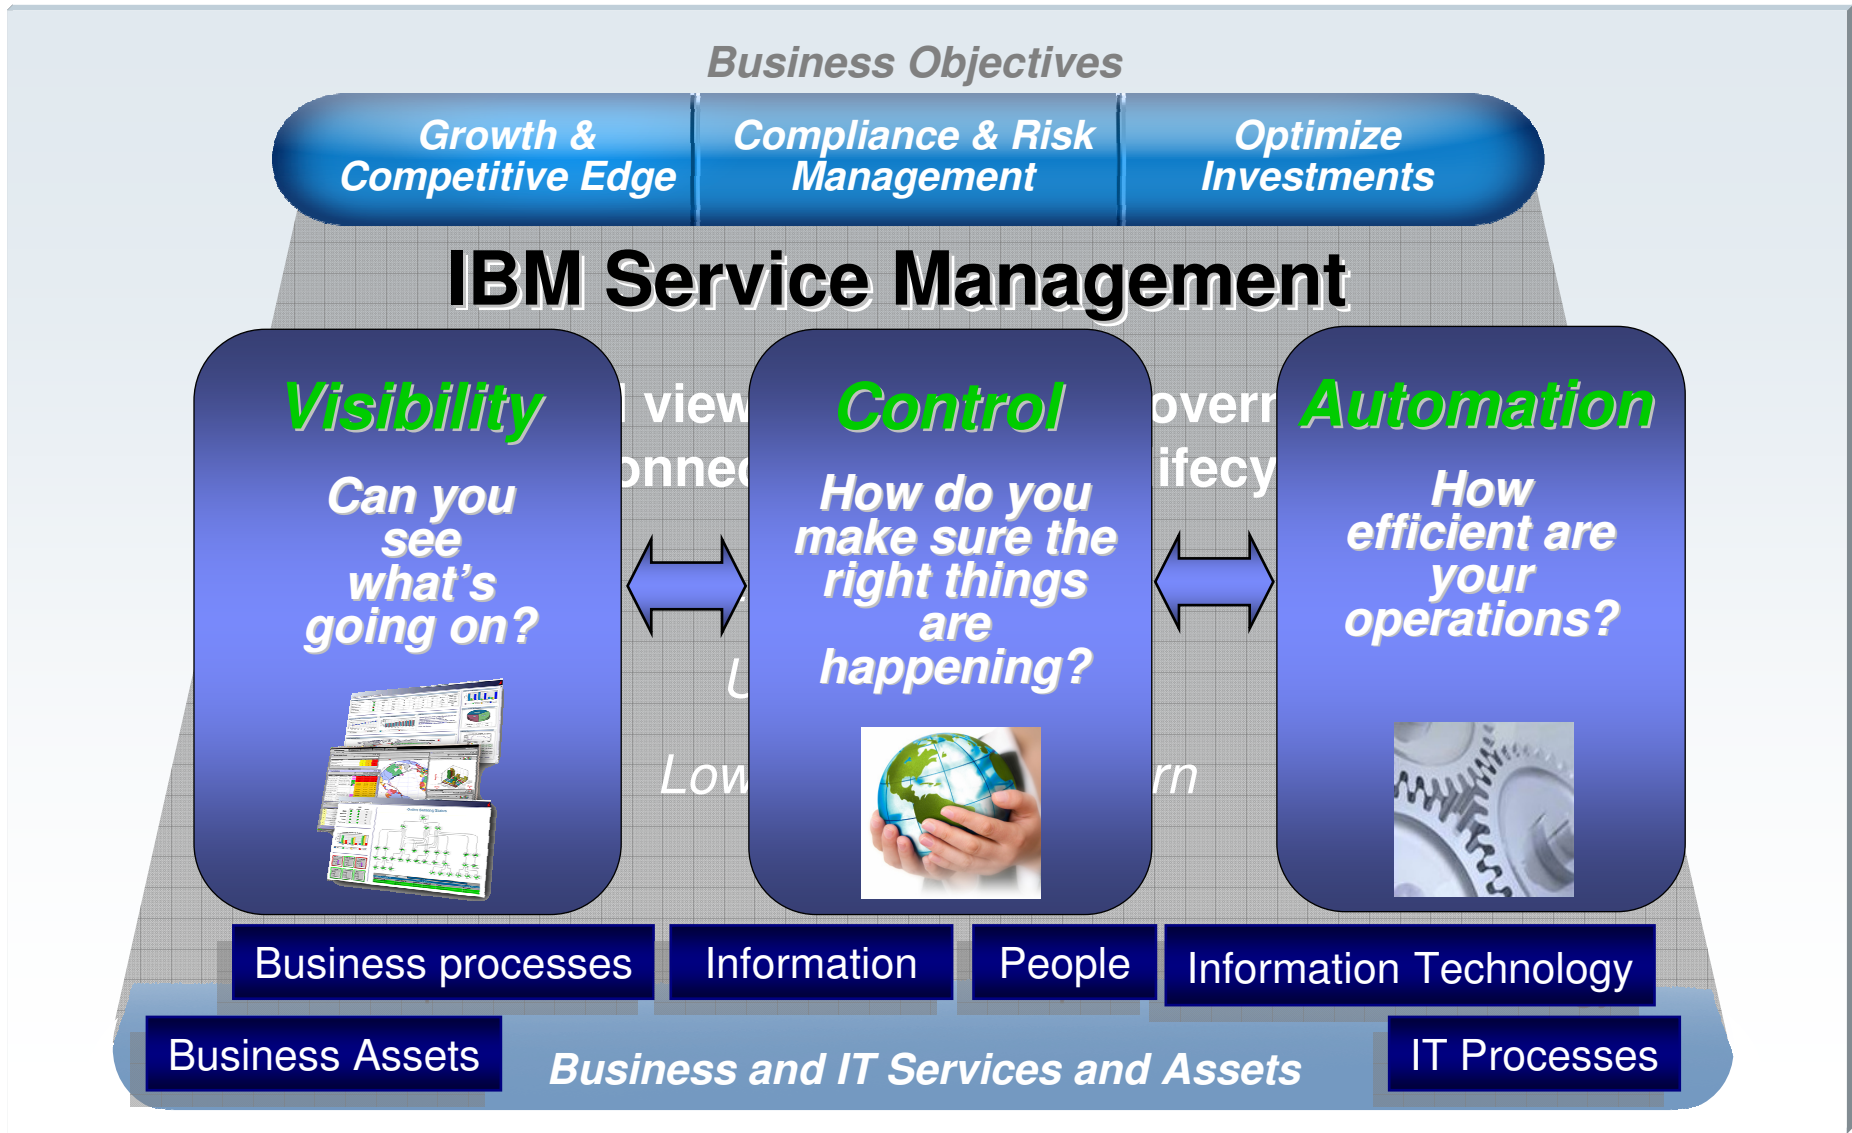 Business Objectives
Growth &
Competitive Edge
Compliance & Risk
Management
Optimize
Investments
IBM Service Management
Visibility
Can you
see
what's
going on?
view
Control
How do you
make sure the
right things
are
happening?
Automation
How
efficient are
your
operations?
Low
Business processes
Information
People
Information Technology
Business Assets
Business and IT Services and Assets
IT Processes